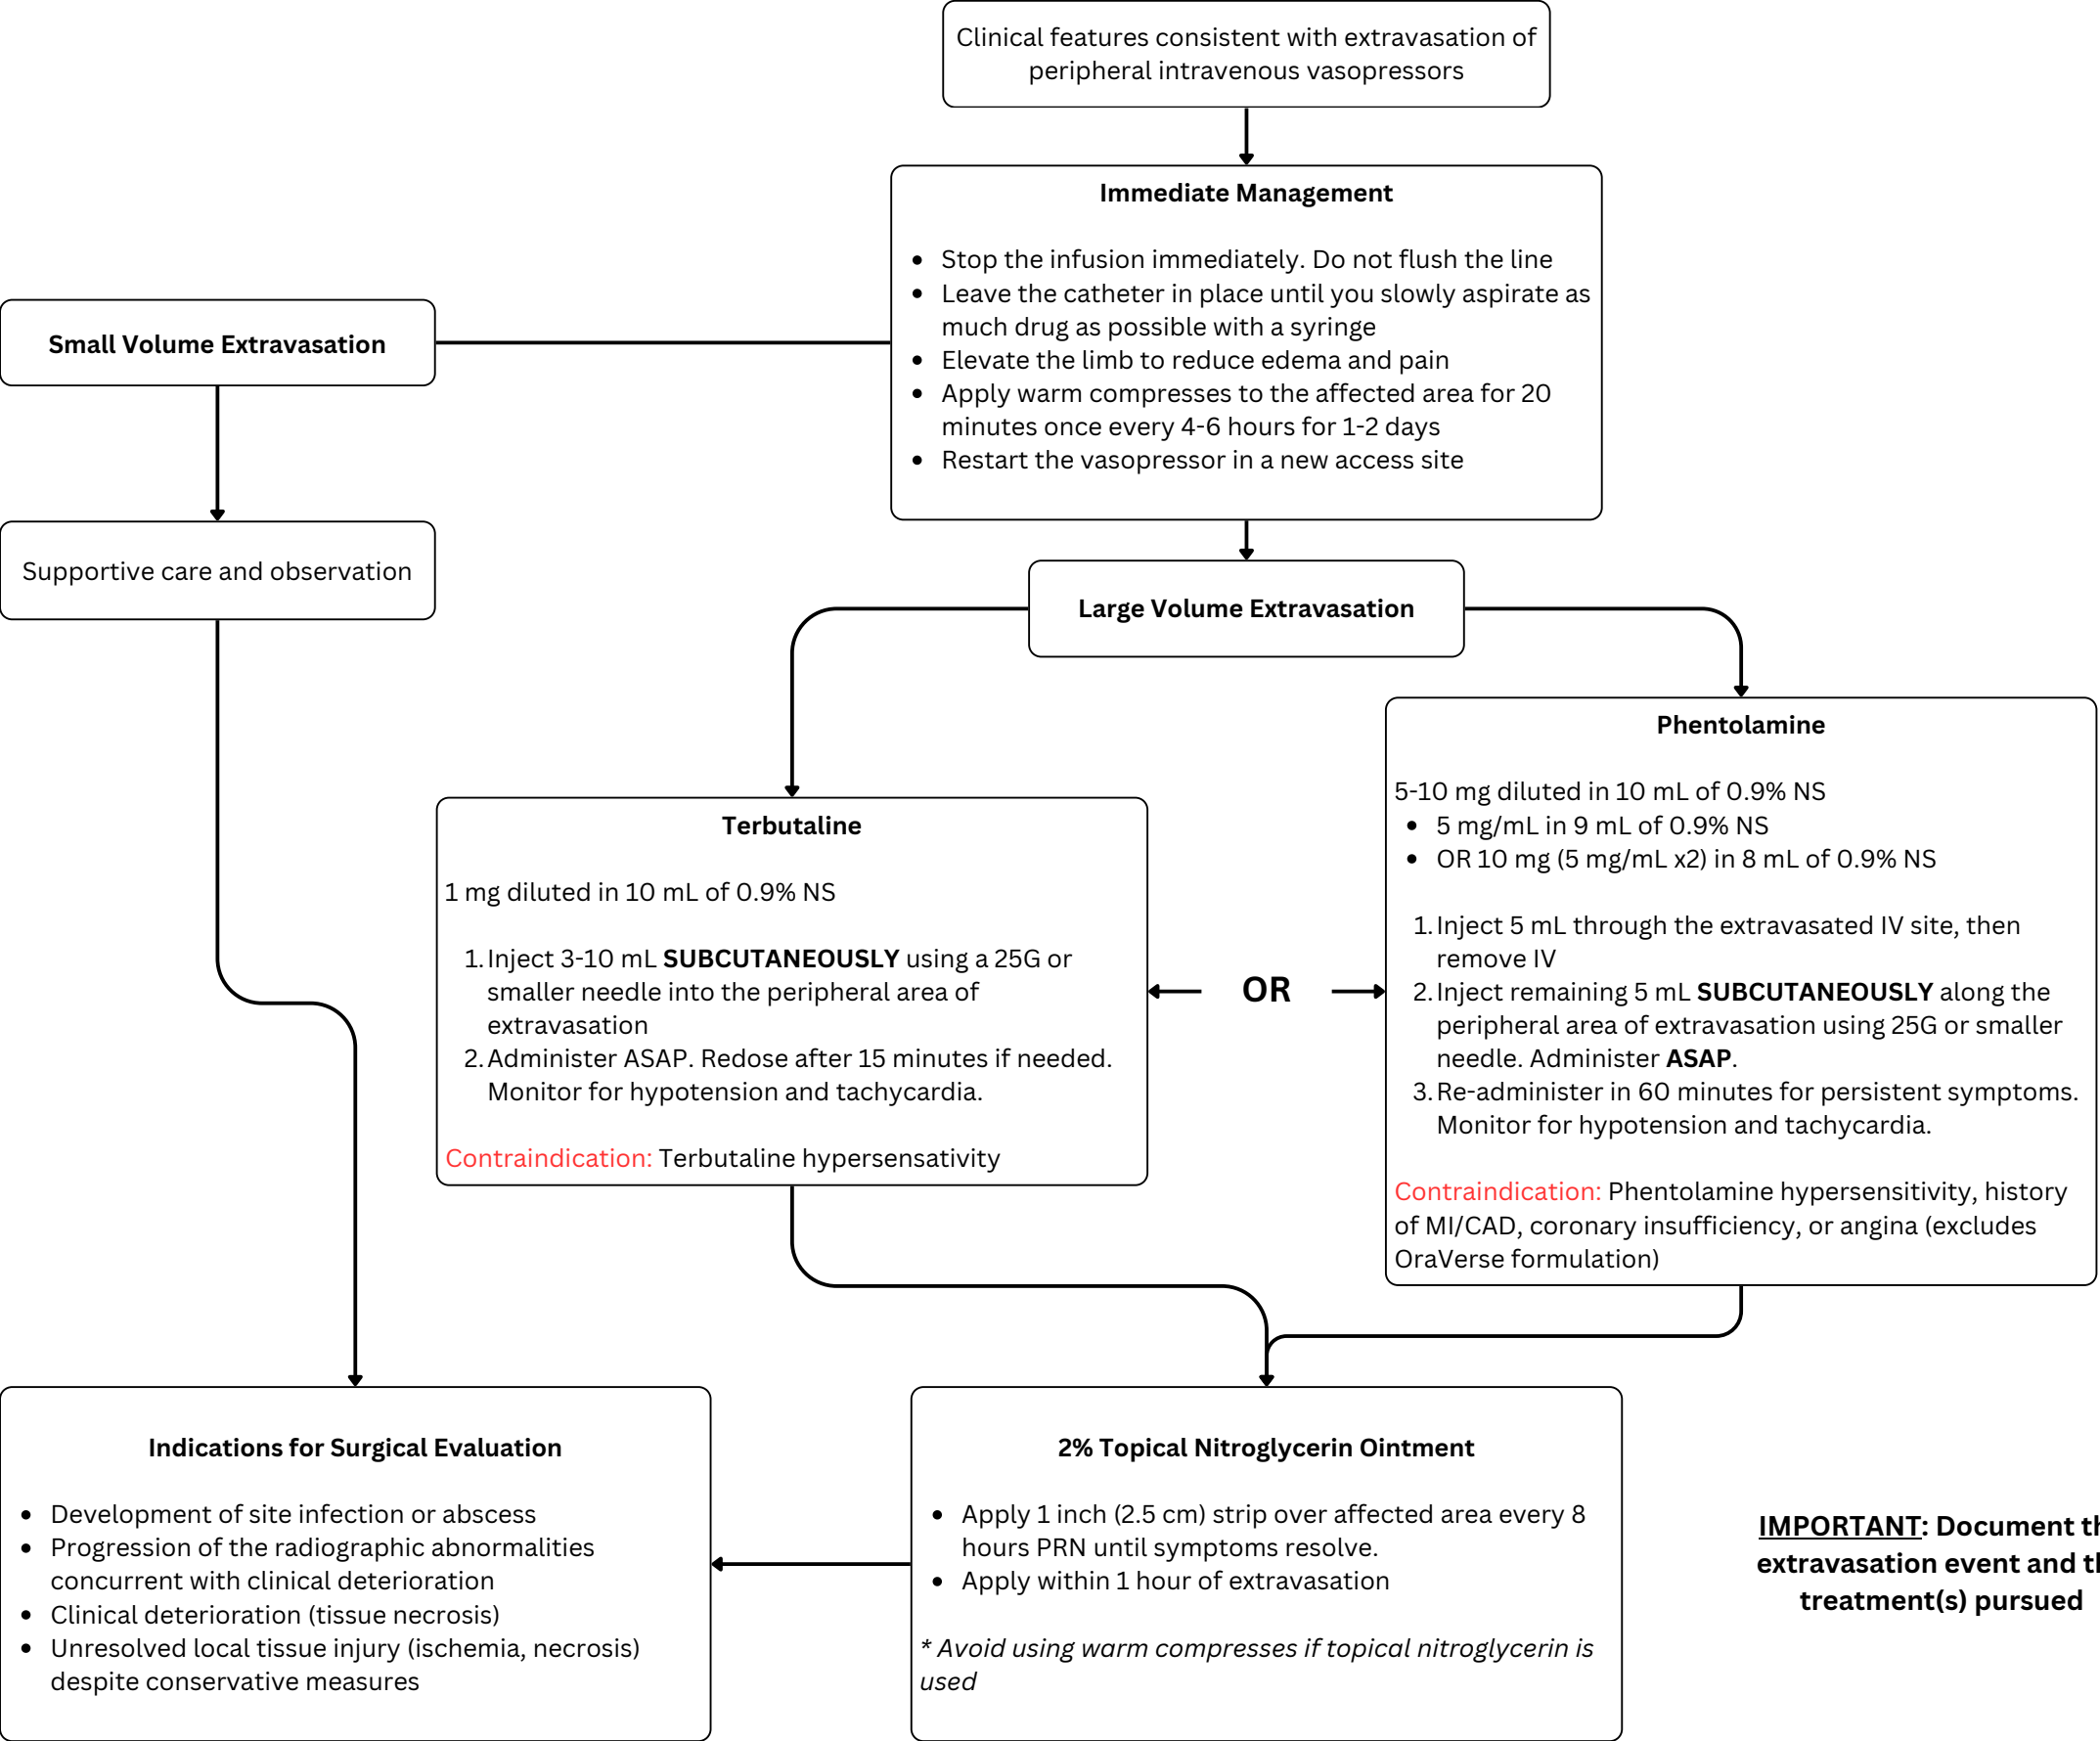 Clinical features consistent with extravasation of
peripheral intravenous vasopressors
Immediate Management
• Stop the infusion immediately. Do not flush the line
• Leave the catheter in place until you slowly aspirate as
much drug as possible with a syringe
• Elevate the limb to reduce edema and pain
• Apply warm compresses to the affected area for 20
minutes once every 4-6 hours for 1-2 days
• Restart the vasopressor in a new access site
Small Volume Extravasation
Supportive care and observation
Large Volume Extravasation
Terbutaline
1 mg diluted in 10 mL of 0.9% NS
1. Inject 3-10 mL SUBCUTANEOUSLY using a 25G or
smaller needle into the peripheral area of
extravasation
2. Administer ASAP. Redose after 15 minutes if needed.
Monitor for hypotension and tachycardia.
Contraindication: Terbutaline hypersensativity
OR
Phentolamine
5-10 mg diluted in 10 mL of 0.9% NS
• 5 mg/mL in 9 mL of 0.9% NS
• OR 10 mg (5 mg/mL x2) in 8 mL of 0.9% NS
1. Inject 5 mL through the extravasated IV site, then
remove IV
2. Inject remaining 5 mL SUBCUTANEOUSLY along the
peripheral area of extravasation using 25G or smaller
needle. Administer ASAP.
3. Re-administer in 60 minutes for persistent symptoms.
Monitor for hypotension and tachycardia.
Contraindication: Phentolamine hypersensitivity, history
of MI/CAD, coronary insufficiency, or angina (excludes
OraVerse formulation)
Indications for Surgical Evaluation
• Development of site infection or abscess
• Progression of the radiographic abnormalities
concurrent with clinical deterioration
• Clinical deterioration (tissue necrosis)
• Unresolved local tissue injury (ischemia, necrosis)
despite conservative measures
2% Topical Nitroglycerin Ointment
• Apply 1 inch (2.5 cm) strip over affected area every 8
hours PRN until symptoms resolve.
• Apply within 1 hour of extravasation
* Avoid using warm compresses if topical nitroglycerin is
used
IMPORTANT: Document
extravasation event and
treatment(s) pursued